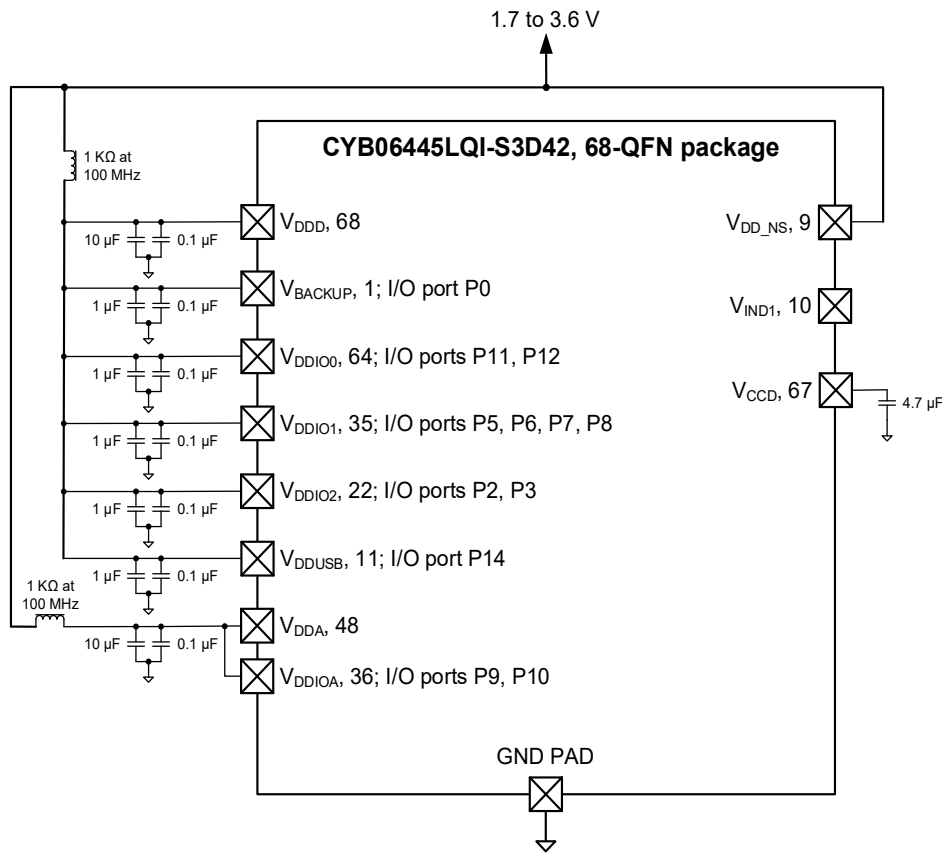 1.7 to 3.6 V
CYB06445LQI-S3D42, 68-QFN package
1 KΩ at
100 MHz
10 µF
0.1 µF
VDDD, 68
VDD_NS, 9
1 µF
0.1 µF
VBACKUP, 1; I/O port P0
VIND1, 10
1 µF
0.1 µF
VDDIO0, 64; I/O ports P11, P12
VCCD, 67
4.7 µF
1 µF
0.1 µF
VDDIO1, 35; I/O ports P5, P6, P7, P8
1 µF
0.1 µF
VDDIO2, 22; I/O ports P2, P3
1 µF
0.1 µF
VDDUSB, 11; I/O port P14
1 KΩ at
100 MHz
10 µF
0.1 µF
VDDA, 48
VDDIOA, 36; I/O ports P9, P10
GND PAD